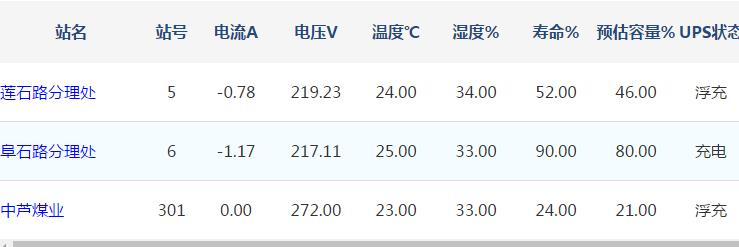 站名 站号 电流A 电压V 温度℃ 湿度% 寿命% 预估容量% UPS状态
莲石路分理处 5 -0.78 219.23 24.00 34.00 52.00 46.00 浮充
阜石路分理处 6 -1.17 217.11 25.00 33.00 90.00 80.00 充电
中芦煤业 301 0.00 272.00 23.00 33.00 24.00 21.00 浮充